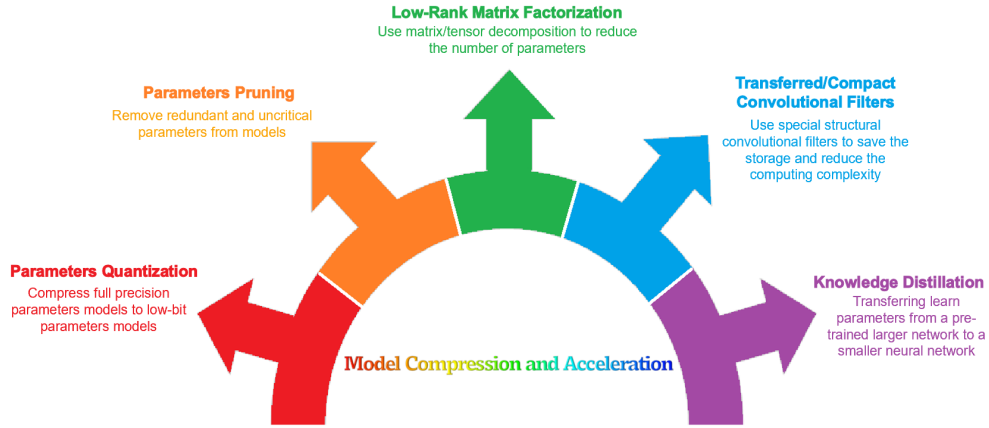 Low-Rank Matrix Factorization
Use matrix/tensor decomposition to reduce
the number of parameters
Parameters Pruning
Remove redundant and uncritical
parameters from models
Transferred/Compact
Convolutional Filters
Use special structural
convolutional filters to save the
storage and reduce the
computing complexity
Parameters Quantization
Compress full precision
parameters models to low-bit
parameters models
Knowledge Distillation
Transferring learn
parameters from a pre-
trained larger network to a
smaller neural network
Model Compression and Acceleration